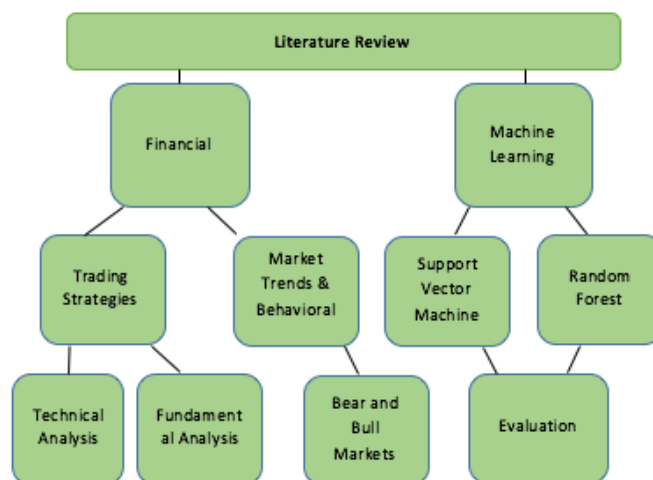 Literature Review
Financial
Machine
Learning
Trading
Strategies
Market
Trends &
Behavioral
Support
Vector
Machine
Random
Forest
Technical
Analysis
Fundament
al Analysis
Bear and
Bull
Markets
Evaluation